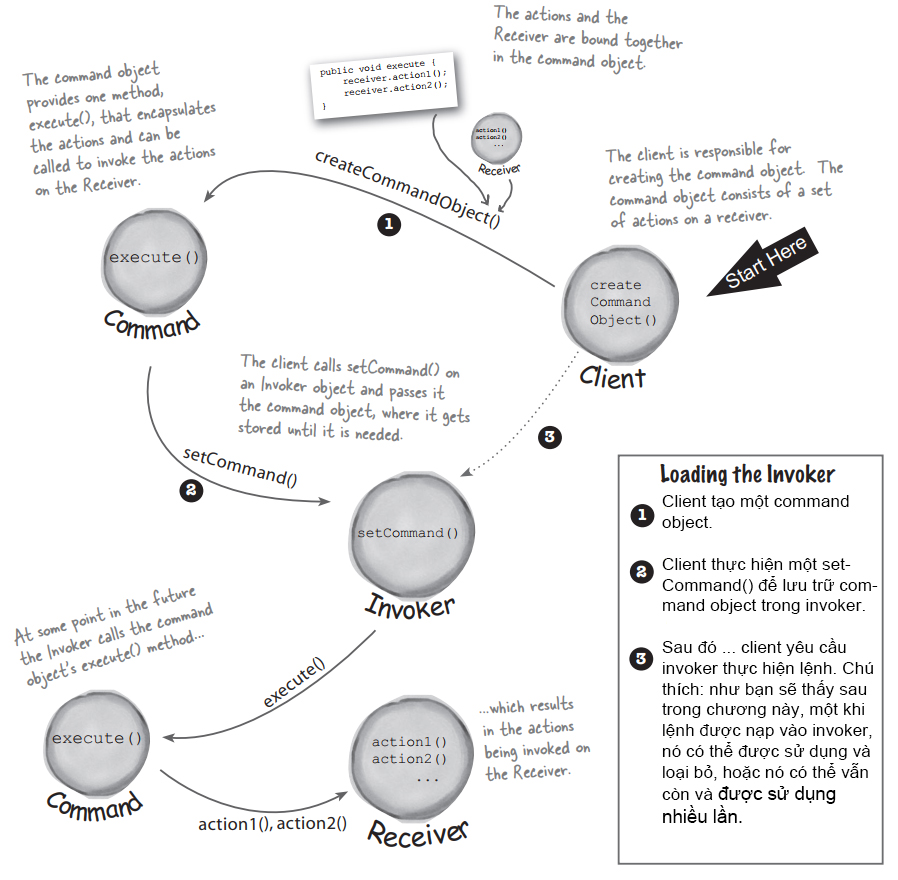 The actions and the
Receiver are bound together
in the command object.
public void execute {
receiver.action1();
receiver.action2();
}
The command object
provides one method,
execute(), that encapsulates
the actions and can be
called to invoke the actions
on the Receiver.
action1()
action2()
...
Receiver
createCommandObject()
1
The client is responsible for
creating the command object. The
command object consists of a set
of actions on a receiver.
Start Here
execute()
Command
create
Command
Object()
Client
The client calls setCommand() on
an Invoker object and passes it
the command object, where it gets
stored until it is needed.
3
setCommand()
2
setCommand()
Invoker
Loading the Invoker
1 Client tạo một command
object.
2 Client thực hiện một set-
Command() để lưu trữ com-
mand object trong invoker.
3 Sau đó ... client yêu cầu
invoker thực hiện lệnh. Chú
thích: như bạn sẽ thấy sau
trong chương này, một khi
lệnh được nạp vào invoker,
nó có thể được sử dụng và
loại bỏ, hoặc nó có thể vẫn
còn và được sử dụng
nhiều lần.
At some point in the future
the Invoker calls the command
object's execute() method...
execute()
execute()
Command
action1(), action2()
action1()
action2()
...
Receiver
...which results
in the actions
being invoked on
the Receiver.